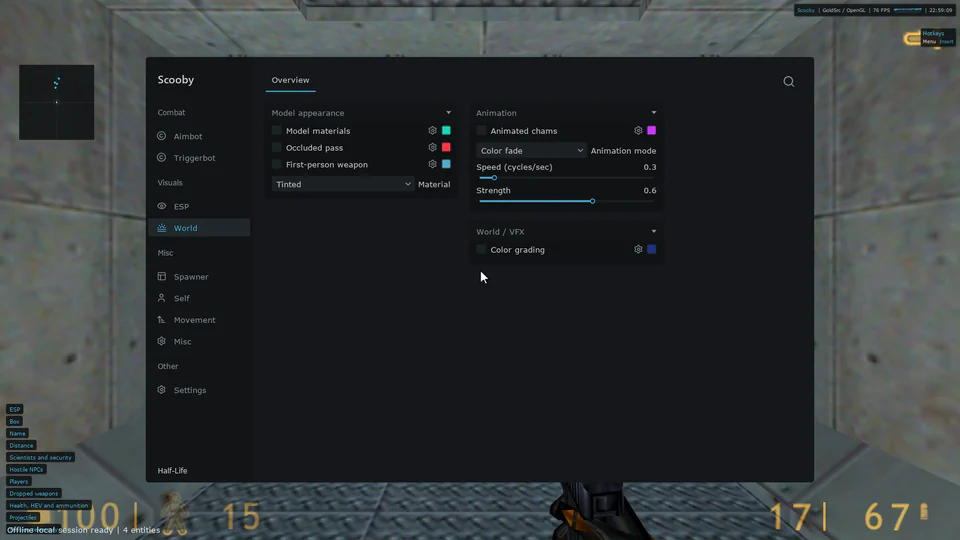 Scooby | GoldSrc / OpenGL | 76 FPS | 22:59:09
Hotkeys
Menu Insert
Scooby
Overview
Combat
Aimbot
Triggerbot
Visuals
ESP
World
Misc
Spawner
Self
Movement
Misc
Other
Settings
Half-Life
Model appearance
Model materials
Occluded pass
First-person weapon
Tinted
Material
Animation
Animated chams
Color fade
Animation mode
Speed (cycles/sec) 0.3
Strength 0.6
World / VFX
Color grading
ESP
Box
Name
Distance
Scientists and security
Hostile NPCs
Players
Dropped weapons
Health, HEV and ammunition
Projectiles
Offline local session ready | 4 entities
100| 15
17| 67